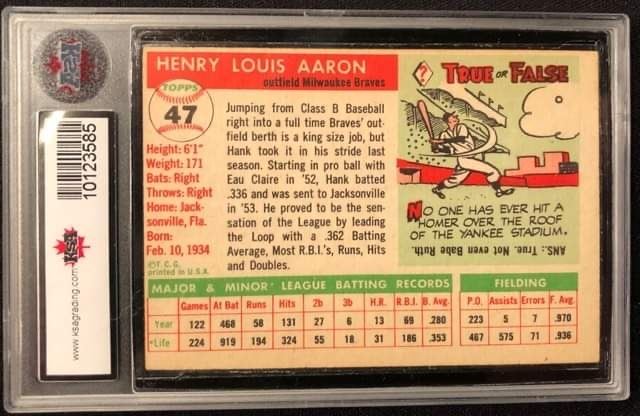 KSA
www.ksagrading.com
KSA
10123585
HENRY LOUIS AARON
outfield Milwaukee Braves
TOPPS
47
Height: 6'1"
Weight: 171
Bats: Right
Throws: Right
Home: Jack-
sonville, Fla.
Born:
Feb. 10, 1934
©T. C. G.
printed in U.S.A.
Jumping from Class B Baseball
right into a full time Braves' out-
field berth is a king size job, but
Hank took it in his stride last
season. Starting in pro ball with
Eau Claire in '52, Hank batted
.336 and was sent to Jacksonville
in '53. He proved to be the sen-
sation of the League by leading
the Loop with a .362 Batting
Average, Most R.B.I.'s, Runs, Hits
and Doubles.
?
TRUE OR FALSE
NO ONE HAS EVER HIT A
HOMER OVER THE ROOF
OF THE YANKEE STADIUM.
ANS.: True. Not even Babe Ruth.
MAJOR & MINOR LEAGUE BATTING RECORDS FIELDING
Games At Bat Runs Hits 2b 3b H.R. R.B.I. B. Avg. P.O. Assists Errors F. Avg.
Year 122 468 58 131 27 6 13 69 .280 223 5 7 .970
*Life 224 919 194 324 55 18 31 186 .353 467 575 71 .936